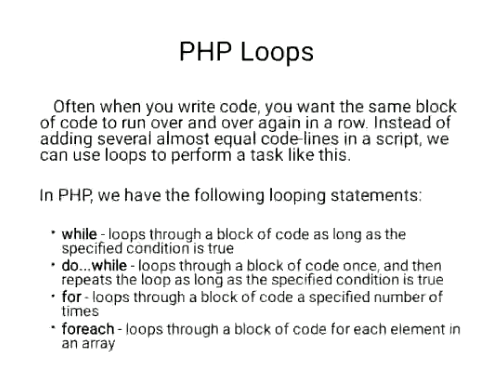 PHP Loops
Often when you write code, you want the same block
of code to run over and over again in a row. Instead of
adding several almost equal code-lines in a script, we
can use loops to perform a task like this.
In PHP, we have the following looping statements:
• while - loops through a block of code as long as the
specified condition is true
• do...while - loops through a block of code once, and then
repeats the loop as long as the specified condition is true
• for - loops through a block of code a specified number of
times
• foreach - loops through a block of code for each element in
an array